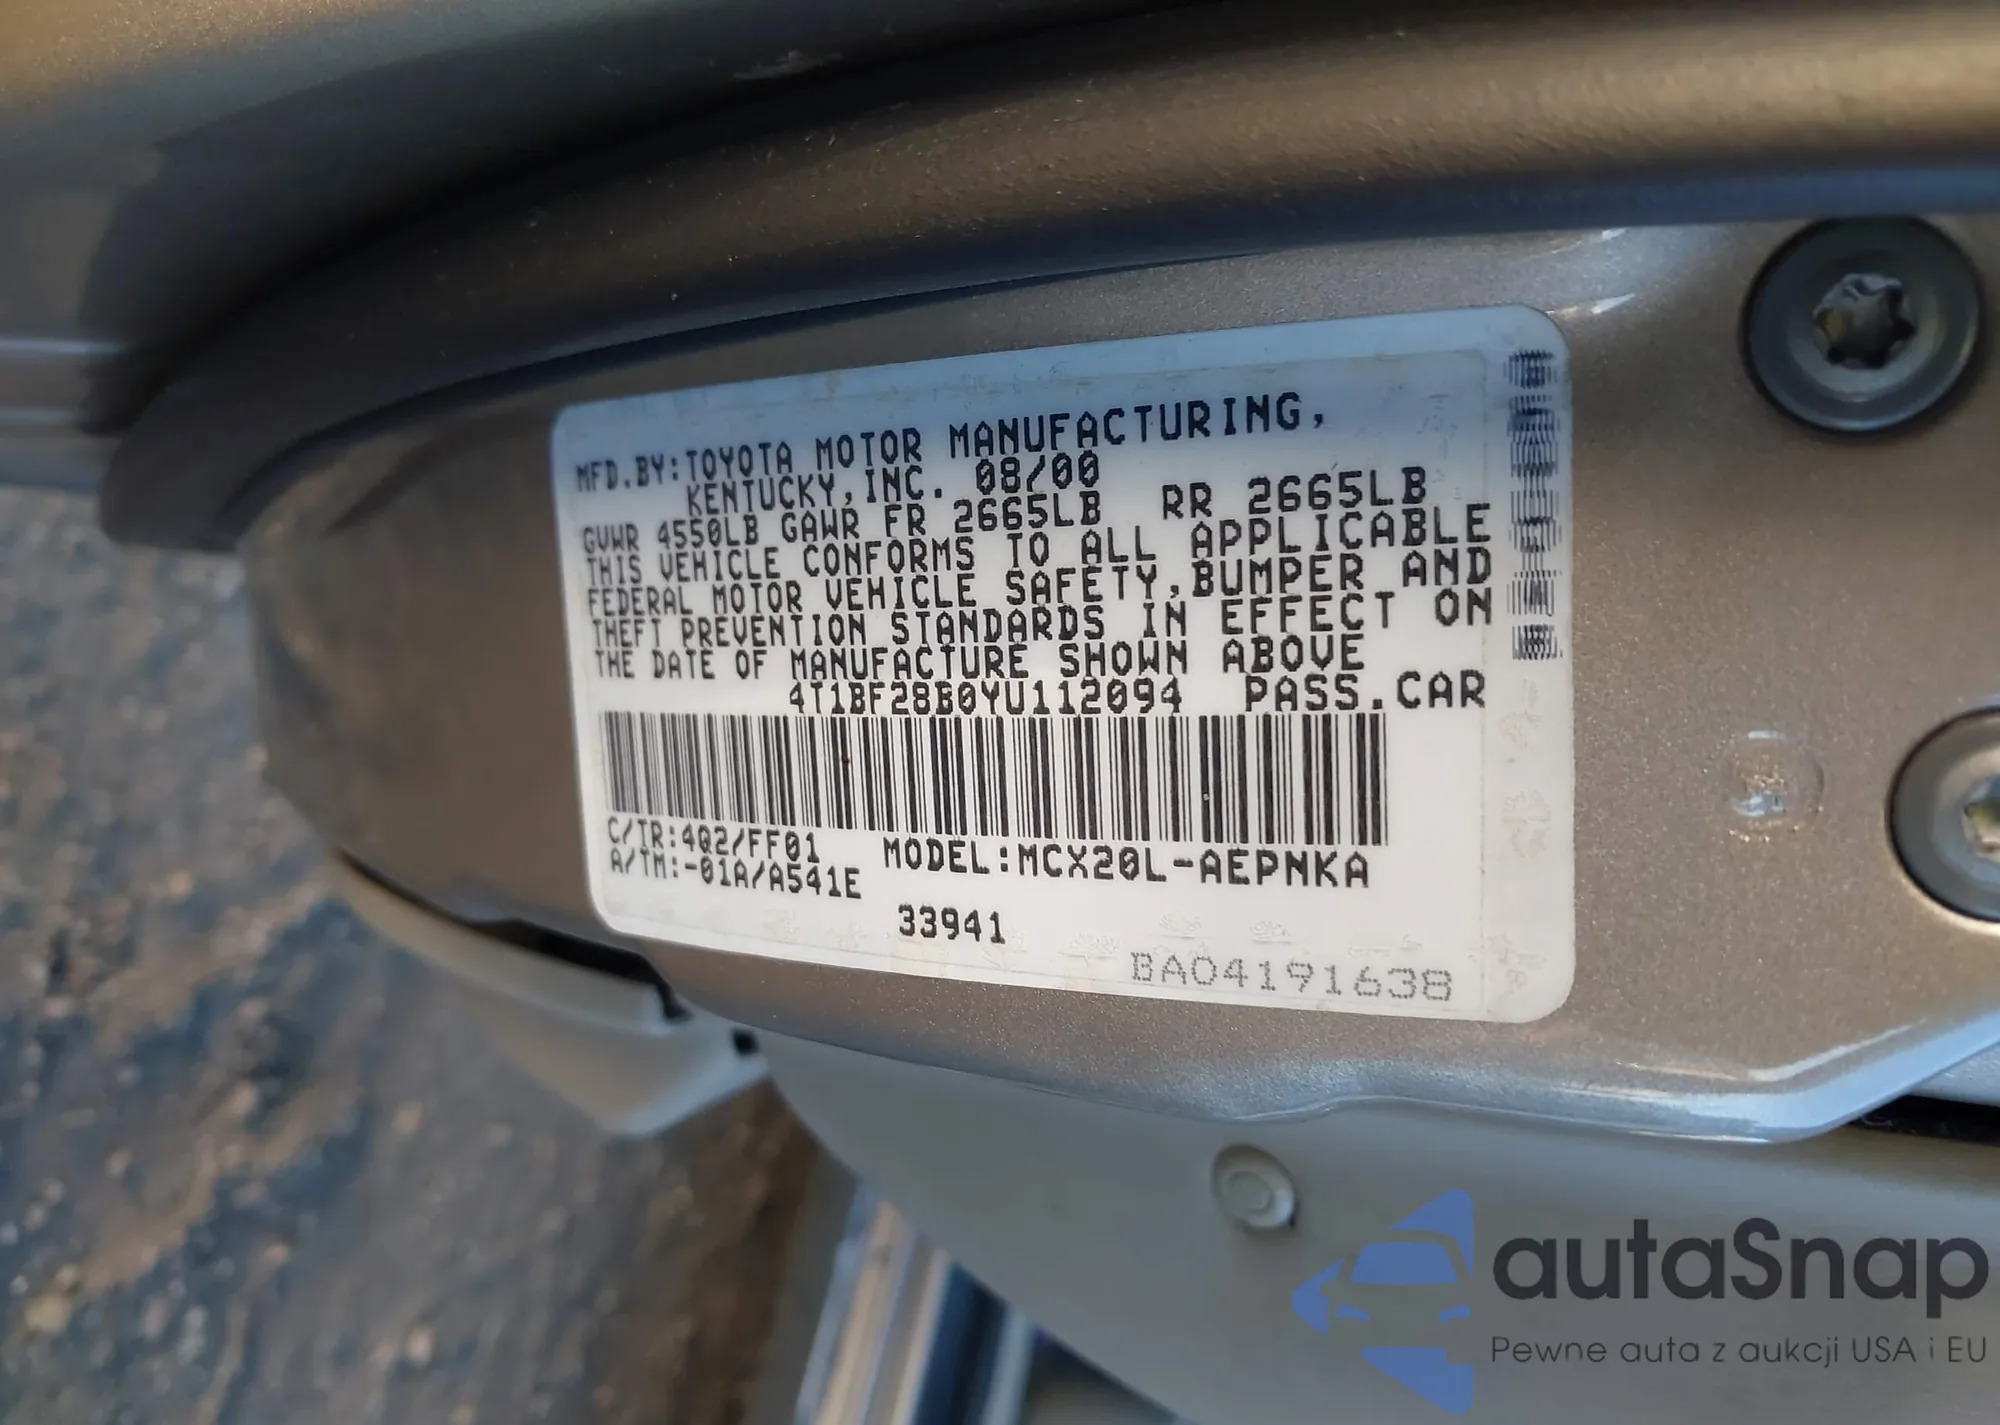 MFD.BY:TOYOTA MOTOR MANUFACTURING,
KENTUCKY,INC. 08/00
GVWR 4550LB GAWR FR 2665LB RR 2665LB
THIS VEHICLE CONFORMS TO ALL APPLICABLE
FEDERAL MOTOR VEHICLE SAFETY,BUMPER AND
THEFT PREVENTION STANDARDS IN EFFECT ON
THE DATE OF MANUFACTURE SHOWN ABOVE
4T1BF28B0YU112094 PASS.CAR
C/TR:4Q2/FF01
A/TM:-01A/A541E
MODEL:MCX20L-AEPNKA
33941
BA04191638
autaSnap
Pewne auta z aukcji USA i EU